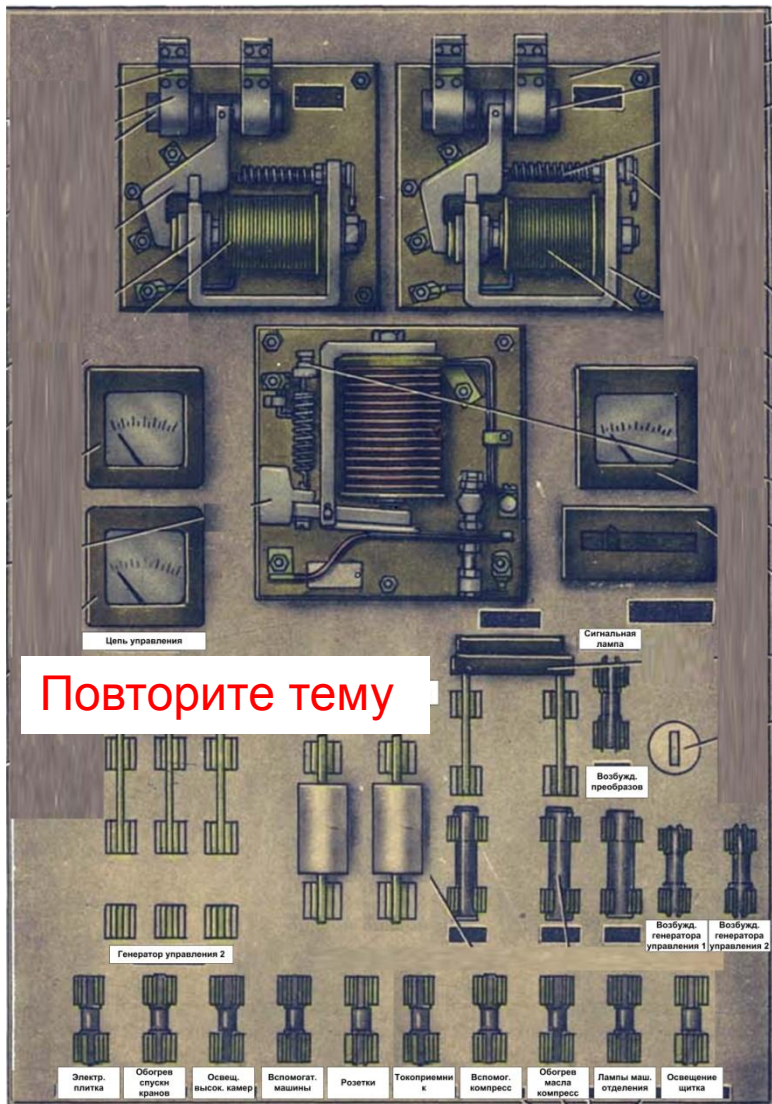 Цепь управления
Сигнальная
лампа
Повторите тему
Возбужд.
преобразов
Возбужд.
генератора
управления 1
Возбужд.
генератора
управления 2
Генератор управления 2
Электр.
плитка
Обогрев
спускн
кранов
Освещ.
высок. камер
Вспомогат.
машины
Розетки
Токоприемни
к
Вспомог.
компресс
Обогрев
масла
компресс
Лампы маш.
отделения
Освещение
щитка